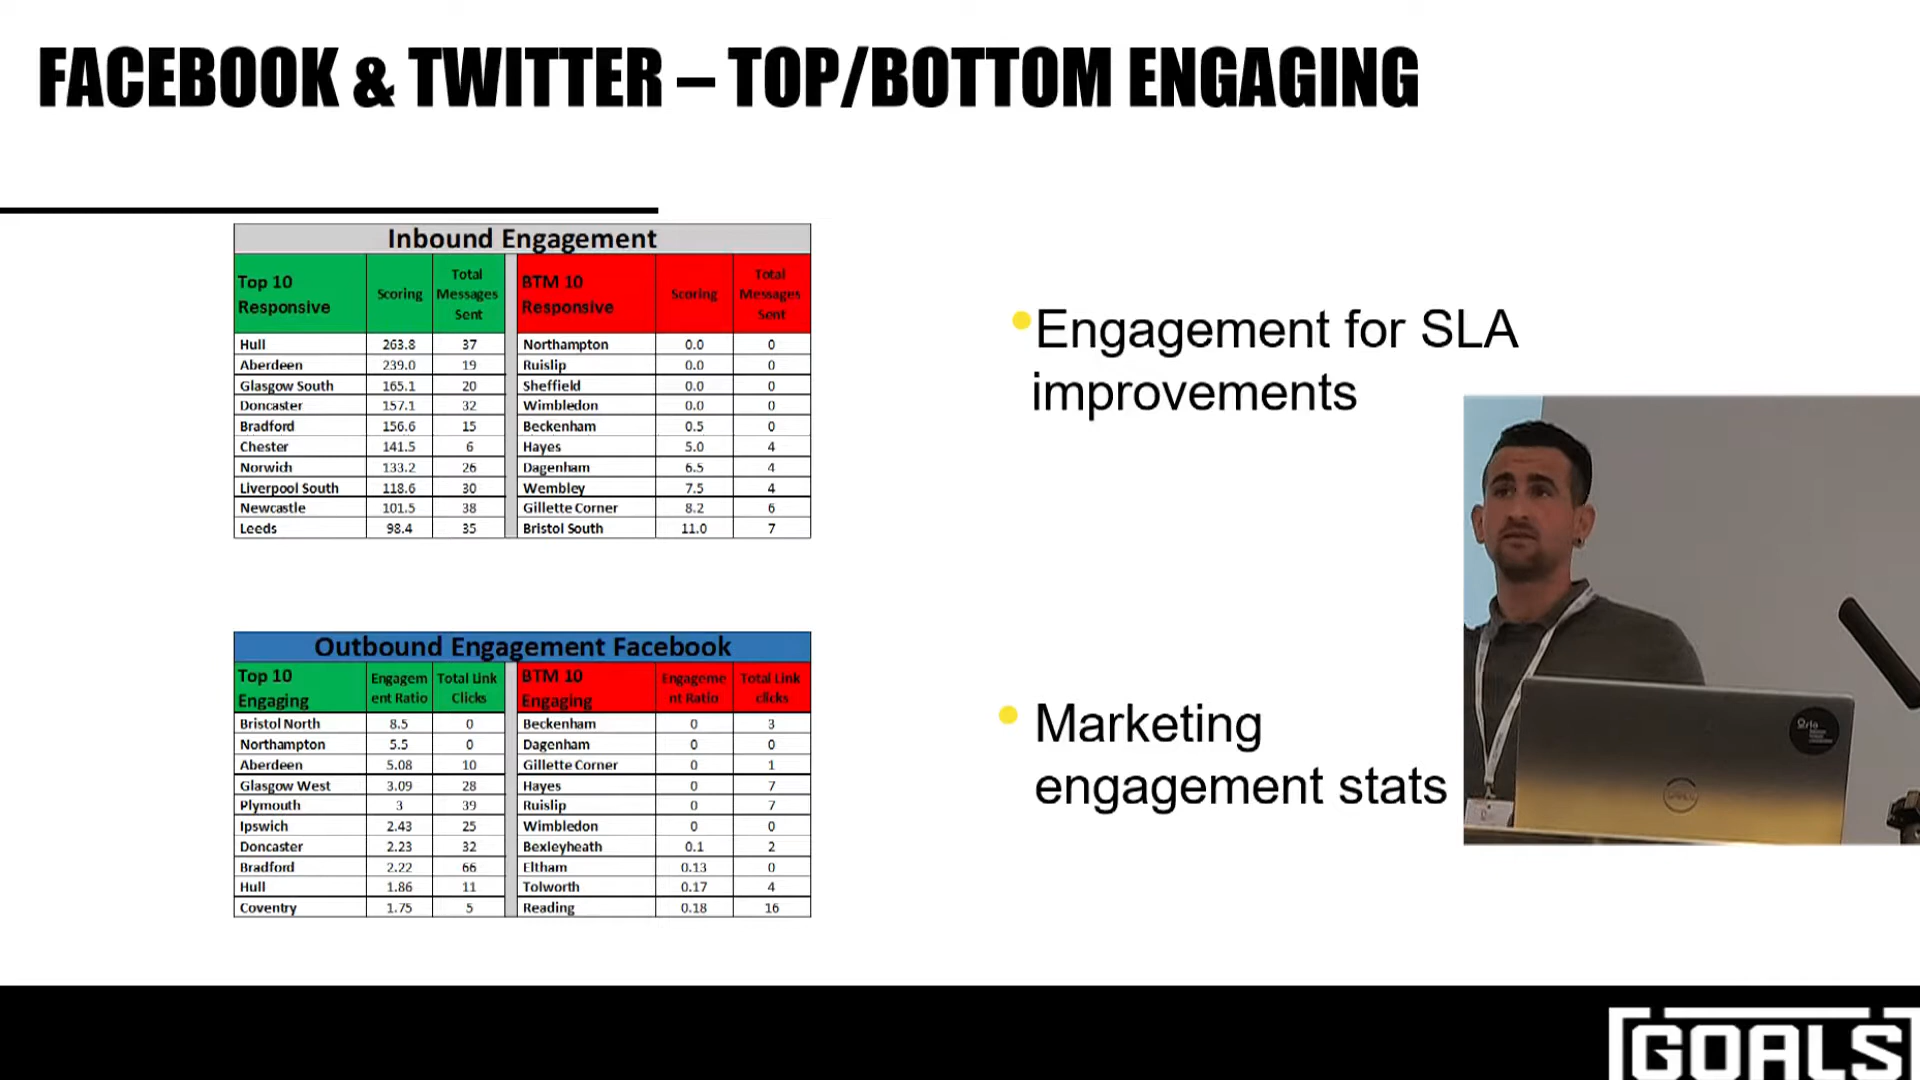 FACEBOOK & TWITTER – TOP/BOTTOM ENGAGING
Inbound Engagement
Top 10 Responsive Scoring Total Messages Sent BTM 10 Responsive Scoring Total Messages Sent
Hull 263.8 37 Northampton 0.0 0
Aberdeen 239.0 19 Ruislip 0.0 0
Glasgow South 165.1 20 Sheffield 0.0 0
Doncaster 157.1 32 Wimbledon 0.0 0
Bradford 156.6 15 Beckenham 0.5 0
Chester 141.5 6 Hayes 5.0 4
Norwich 133.2 26 Dagenham 6.5 4
Liverpool South 118.6 30 Wembley 7.5 4
Newcastle 101.5 38 Gillette Corner 8.2 6
Leeds 98.4 35 Bristol South 11.0 7
Outbound Engagement Facebook
Top 10 Engaging Engagement Ratio Total Link Clicks BTM 10 Engaging Engagement Ratio Total Link clicks
Bristol North 8.5 0 Beckenham 0 3
Northampton 5.5 0 Dagenham 0 0
Aberdeen 5.08 10 Gillette Corner 0 1
Glasgow West 3.09 28 Hayes 0 7
Plymouth 3 39 Ruislip 0 7
Ipswich 2.43 25 Wimbledon 0 0
Doncaster 2.23 32 Bexleyheath 0.1 2
Bradford 2.22 66 Eltham 0.13 0
Hull 1.86 11 Tolworth 0.17 4
Coventry 1.75 5 Reading 0.18 16
•Engagement for SLA
improvements
• Marketing
engagement stats
GOALS